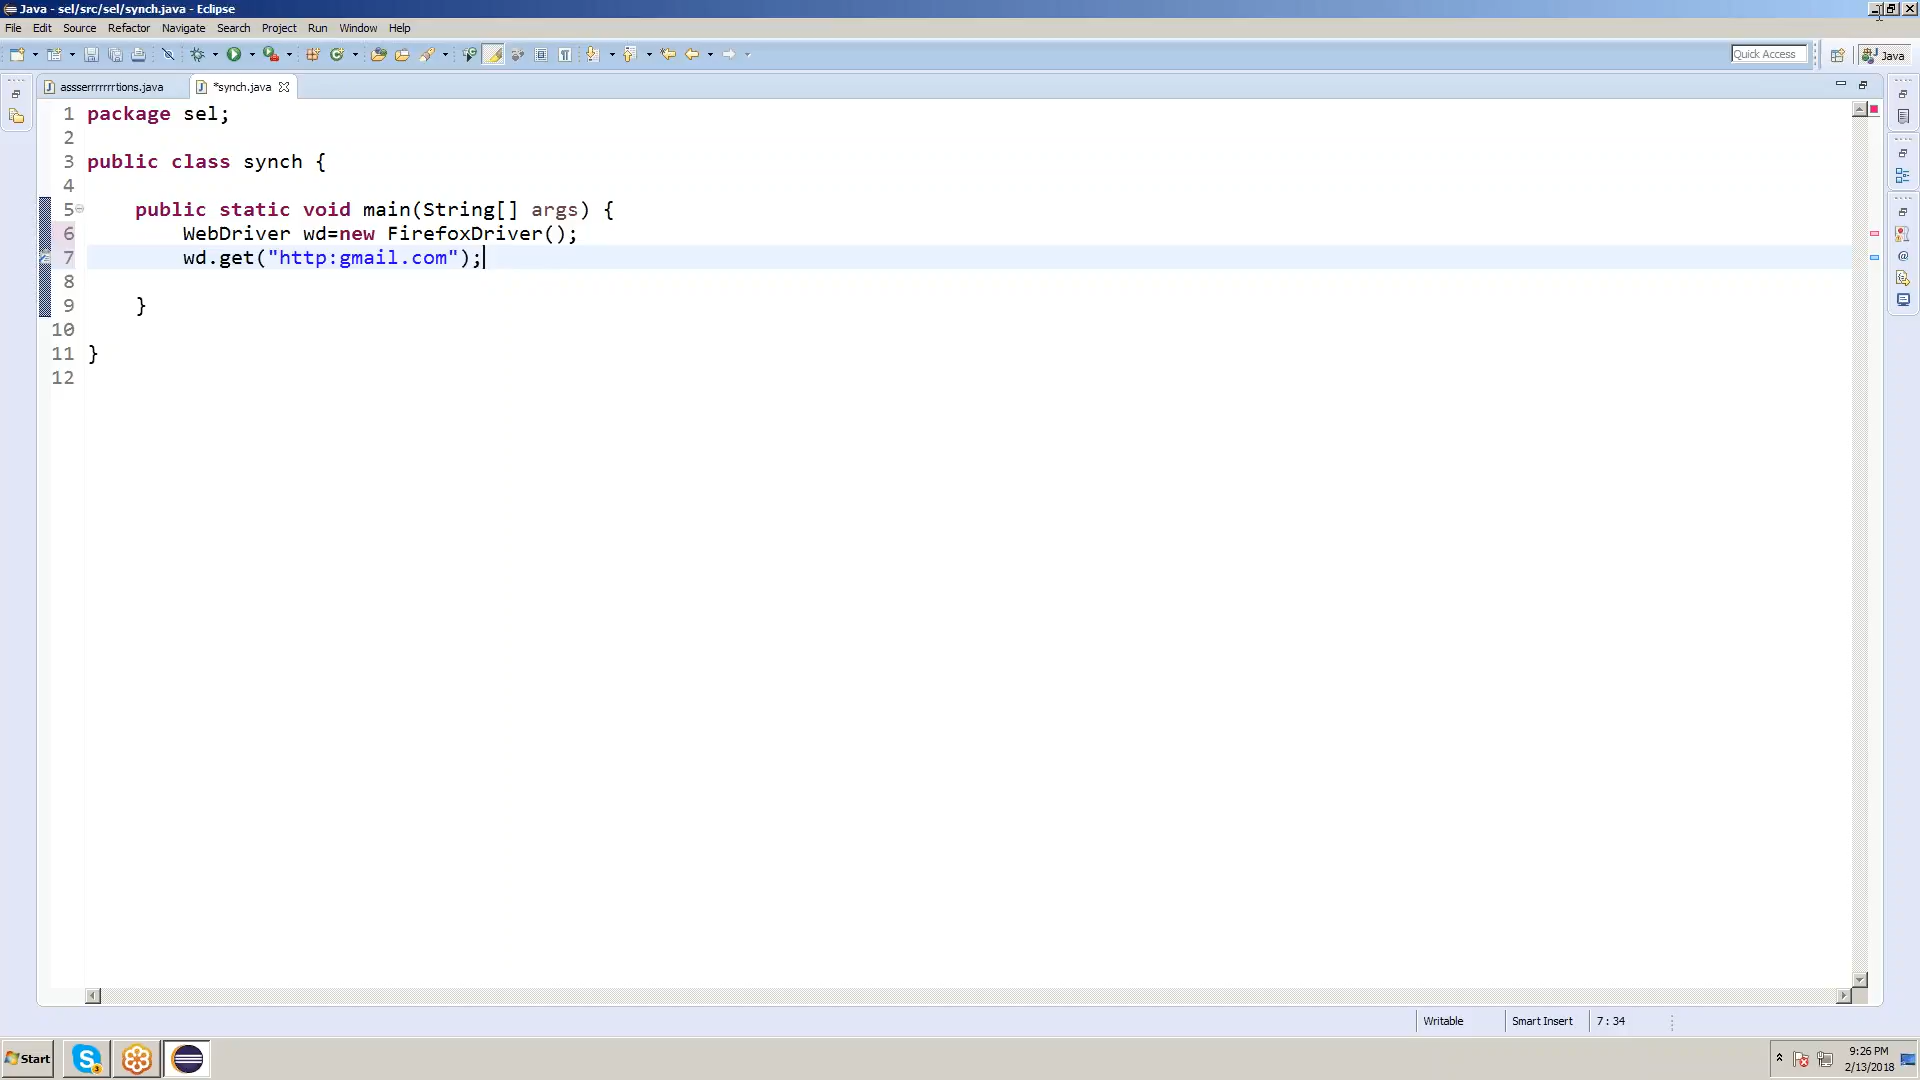 Java - sel/src/sel/synch.java - Eclipse
File Edit Source Refactor Navigate Search Project Run Window Help
Quick Access
Java
assserrrrrrrtions.java
*synch.java
1 package sel;
2
3 public class synch {
4
5 public static void main(String[] args) {
6 WebDriver wd=new FirefoxDriver();
7 wd.get("http:gmail.com");
8
9 }
10
11 }
12
Writable
Smart Insert
7 : 34
Start
9:26 PM
2/13/2018